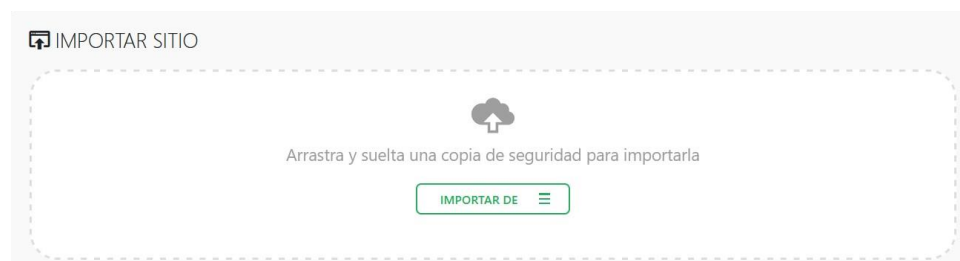 IMPORTAR SITIO
Arrastra y suelta una copia de seguridad para importarla
IMPORTAR DE